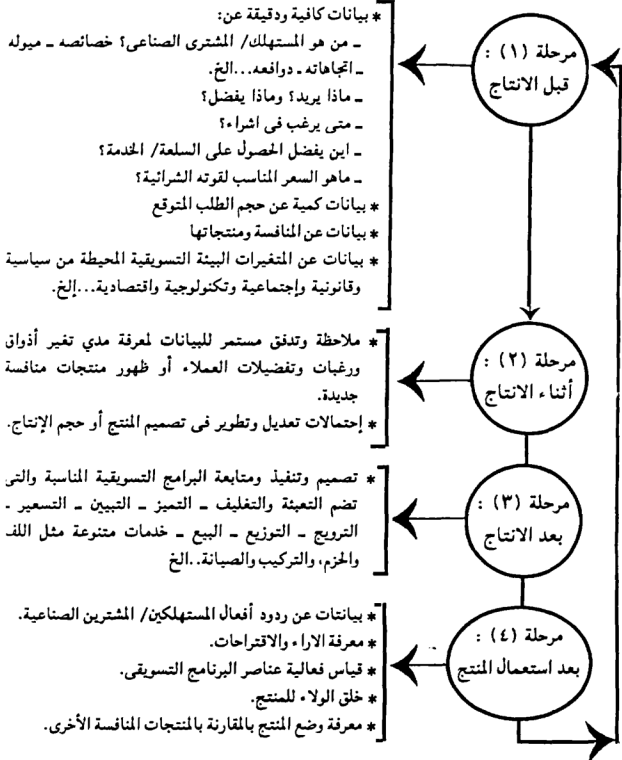 مرحلة (١) :
قبل الانتاج
* بيانات كافية ودقيقة عن:
ـ من هو المستهلك/ المشترى الصناعى؟ خصائصه ـ ميوله
ـ اتجاهاته ـ دوافعه...الخ.
ـ ماذا يريد؟ وماذا يفضل؟
ـ متى يرغب فى اشراء؟
ـ اين يفضل الحصول على السلعة/ الخدمة؟
ـ ماهو السعر المناسب لقوته الشرائية؟
* بيانات كمية عن حجم الطلب المتوقع
* بيانات عن المنافسة ومنتجاتها
* بيانات عن المتغيرات البيئة التسويقية المحيطة من سياسية
وقانونية وإجتماعية وتكنولوجية واقتصادية...إلخ.
مرحلة (٢) :
أثناء الانتاج
* ملاحظة وتدفق مستمر للبيانات لمعرفة مدي تغير أذواق
ورغبات وتفضيلات العملاء أو ظهور منتجات منافسة
جديدة.
* إحتمالات تعديل وتطوير فى تصميم المنتج أو حجم الإنتاج.
مرحلة (٣) :
بعد الانتاج
* تصميم وتنفيذ ومتابعة البرامج التسويقية المناسبة والتى
تضم التعبئة والتغليف ـ التميز ـ التبيين ـ التسعير ـ
الترويج ـ التوزيع ـ البيع ـ خدمات متنوعة مثل اللف
والحزم، والتركيب والصيانة..الخ
مرحلة (٤) :
بعد استعمال المنتج
* بياناتات عن ردود أفعال المستهلكين/ المشترين الصناعية.
* معرفة الاراء والاقتراحات.
* قياس فعالية عناصر البرنامج التسويقى.
* خلق الولاء للمنتج.
* معرفة وضع المنتج بالمقارنة بالمنتجات المنافسة الأخرى.